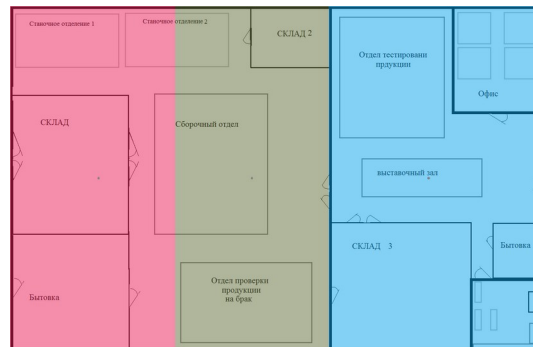 Станочное отделение 1
Станочное отделение 2
СКЛАД 2
Отдел тестировани
прдукции
Офис
СКЛАД
Сборочный отдел
выставочный зал
СКЛАД 3
Бытовка
Отдел проверки
продукции
на брак
Бытовка